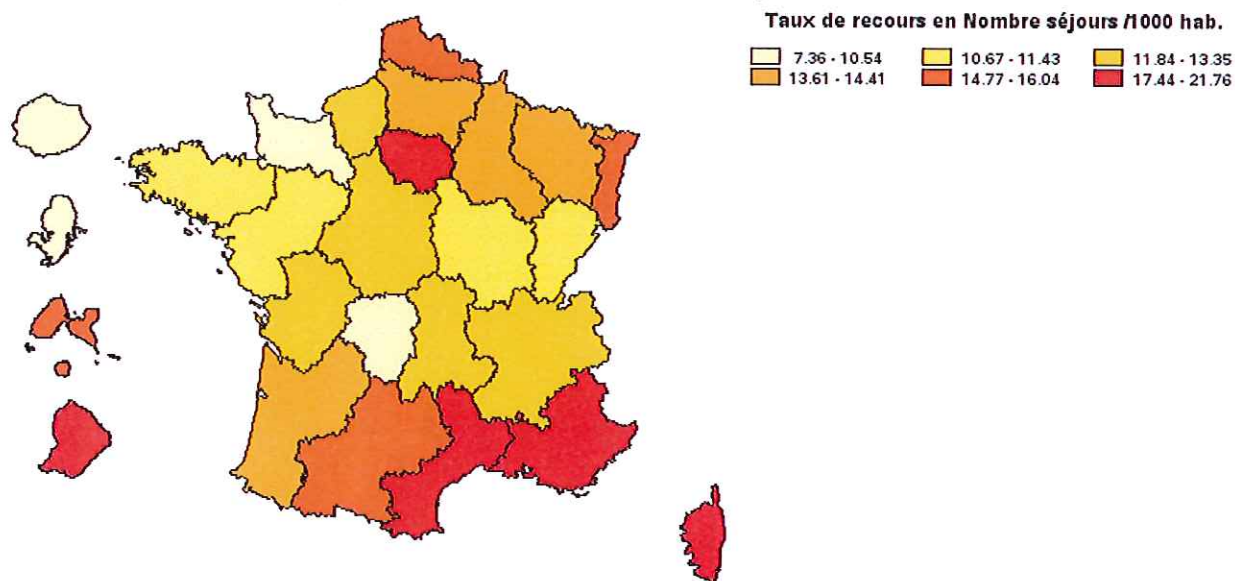 Taux de recours en Nombre séjours /1000 hab.
7.36 - 10.54 10.67 - 11.43 11.84 - 13.35
13.61 - 14.41 14.77 - 16.04 17.44 - 21.76